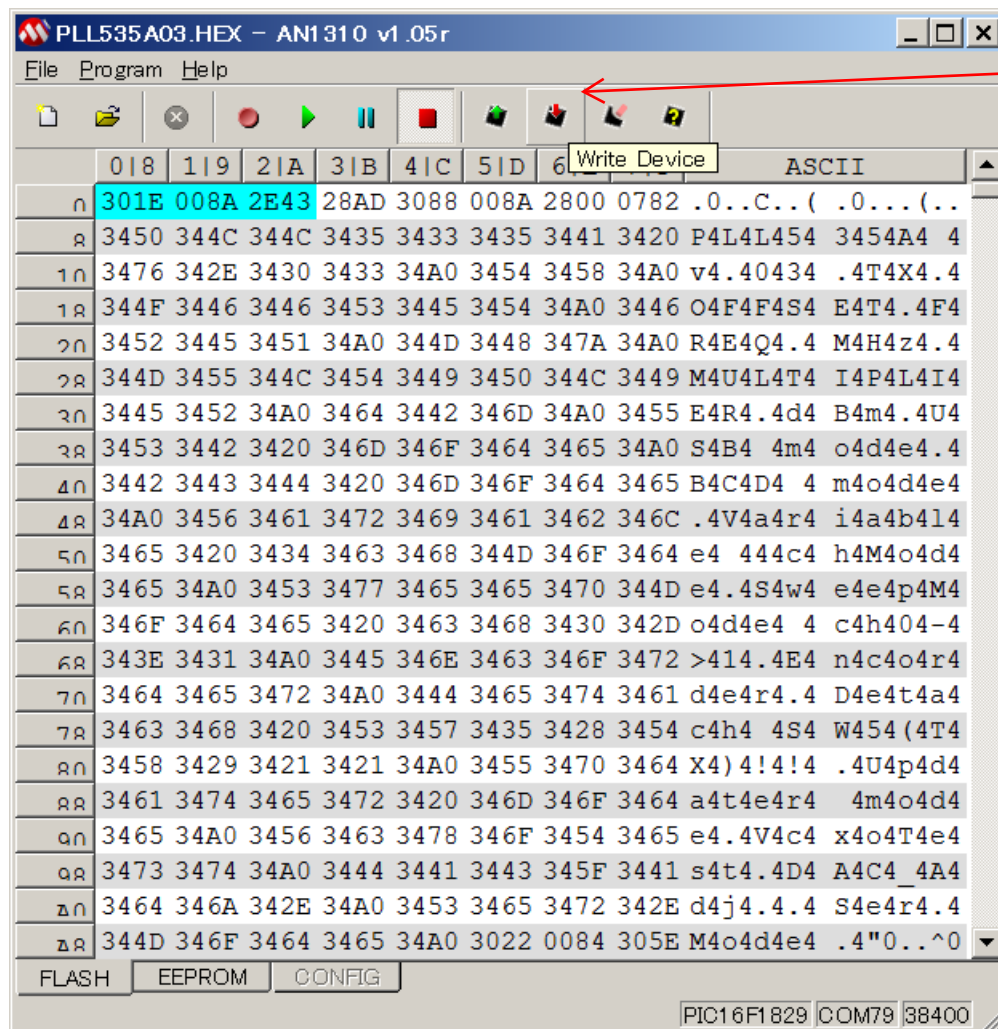 PLL535A03.HEX - AN1310 v1.05r
File Program Help
Write Device
0|8 1|9 2|A 3|B 4|C 5|D ASCII
0 301E 008A 2E43 28AD 3088 008A 2800 0782 .0..C..( .0...(..
8 3450 344C 344C 3435 3433 3435 3441 3420 P4L4L454 3454A4 4
10 3476 342E 3430 3433 34A0 3454 3458 34A0 v4.40434 .4T4X4.4
18 344F 3446 3446 3453 3445 3454 34A0 3446 O4F4F4S4 E4T4.4F4
20 3452 3445 3451 34A0 344D 3448 347A 34A0 R4E4Q4.4 M4H4z4.4
28 344D 3455 344C 3454 3449 3450 344C 3449 M4U4L4T4 I4P4L4I4
30 3445 3452 34A0 3464 3442 346D 34A0 3455 E4R4.4d4 B4m4.4U4
38 3453 3442 3420 346D 346F 3464 3465 34A0 S4B4 4m4 o4d4e4.4
40 3442 3443 3444 3420 346D 346F 3464 3465 B4C4D4 4 m4o4d4e4
48 34A0 3456 3461 3472 3469 3461 3462 346C .4V4a4r4 i4a4b4l4
50 3465 3420 3434 3463 3468 344D 346F 3464 e4 444c4 h4M4o4d4
58 3465 34A0 3453 3477 3465 3465 3470 344D e4.4S4w4 e4e4p4M4
60 346F 3464 3465 3420 3463 3468 3430 342D o4d4e4 4 c4h404-4
68 343E 3431 34A0 3445 346E 3463 346F 3472 >414.4E4 n4c4o4r4
70 3464 3465 3472 34A0 3444 3465 3474 3461 d4e4r4.4 D4e4t4a4
78 3463 3468 3420 3453 3457 3435 3428 3454 c4h4 4S4 W454(4T4
80 3458 3429 3421 3421 34A0 3455 3470 3464 X4)4!4!4 .4U4p4d4
88 3461 3474 3465 3472 3420 346D 346F 3464 a4t4e4r4  4m4o4d4
90 3465 34A0 3456 3463 3478 346F 3454 3465 e4.4V4c4 x4o4T4e4
98 3473 3474 34A0 3444 3441 3443 345F 3441 s4t4.4D4 A4C4_4A4
A0 3464 346A 342E 34A0 3453 3465 3472 342E d4j4.4.4 S4e4r4.4
A8 344D 346F 3464 3465 34A0 3022 0084 305E M4o4d4e4 .4"0..^0
FLASH EEPROM CONFIG
PIC16F1829 COM79 38400